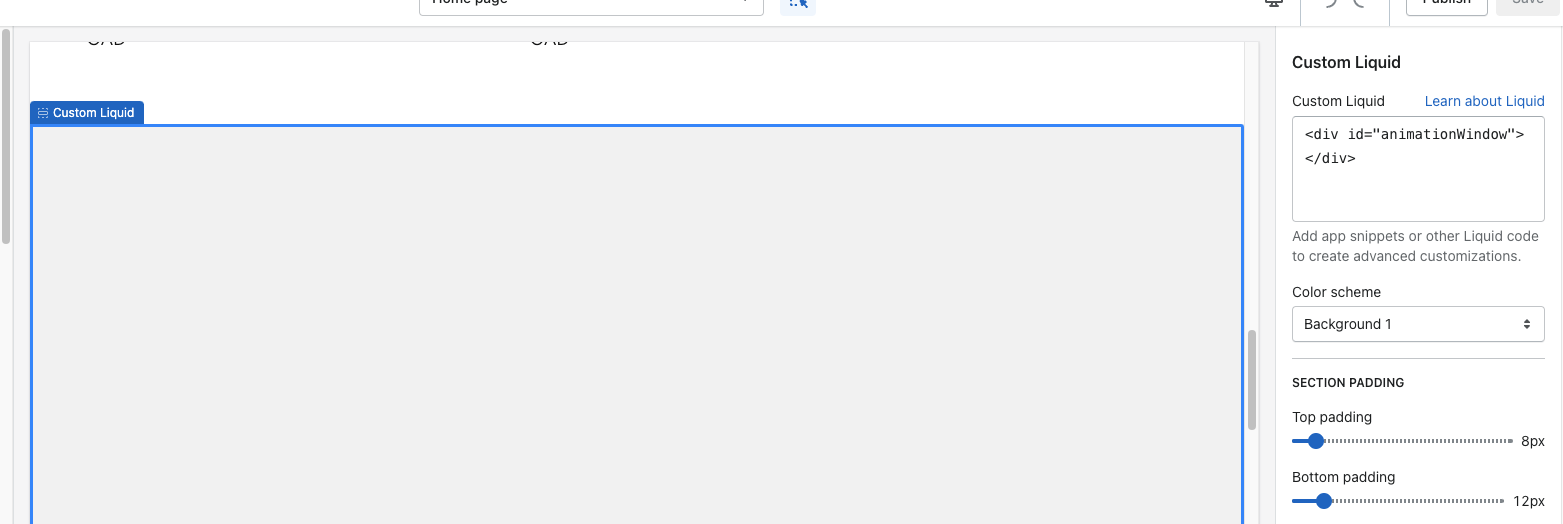 Home page
Publish
Save
CAD
CAD
Custom Liquid
Custom Liquid
Custom Liquid
Learn about Liquid
<div id="animationWindow">
</div>
Add app snippets or other Liquid code
to create advanced customizations.
Color scheme
Background 1
SECTION PADDING
Top padding
8px
Bottom padding
12px